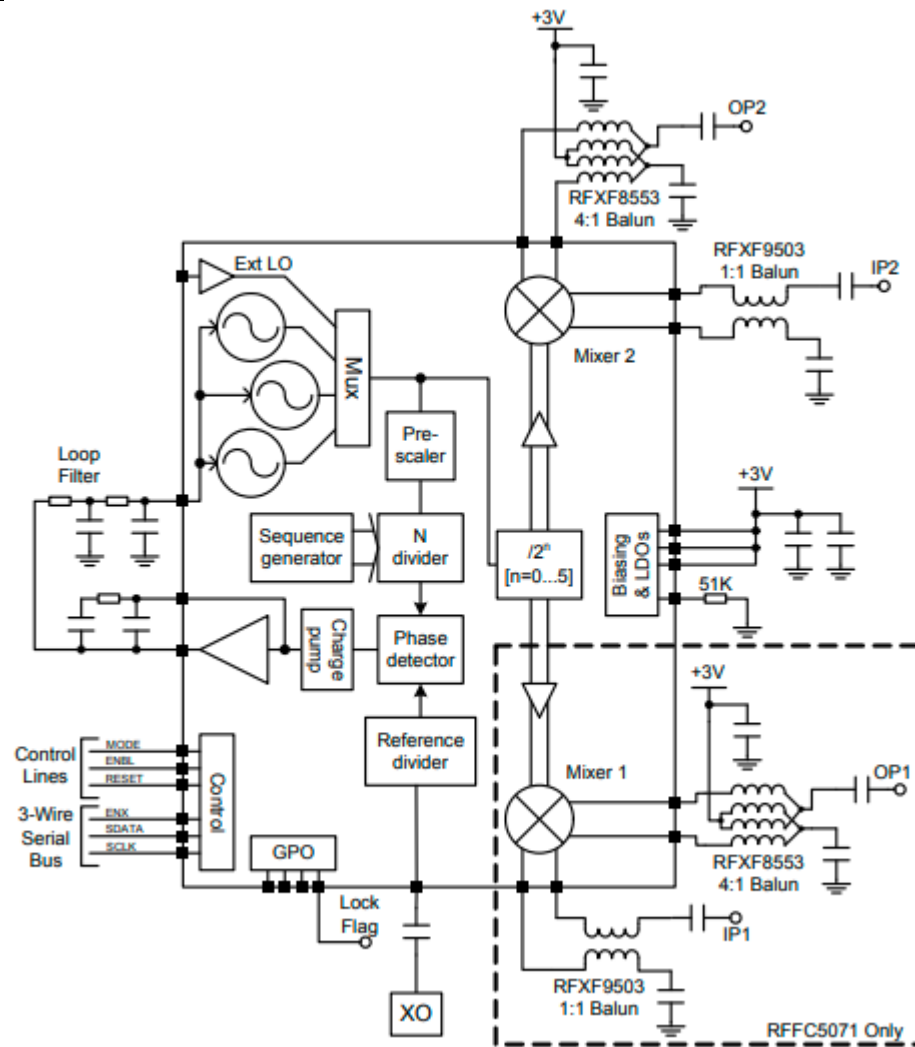 +3V
OP2
RFXF8553
4:1 Balun
RFXF9503
1:1 Balun
IP2
Ext LO
Mux
Mixer 2
Pre-
scaler
Loop
Filter
+3V
Sequence
generator
N
divider
/2ⁿ
[n=0...5]
Biasing
& LDOs
51K
Charge
pump
Phase
detector
+3V
Reference
divider
Mixer 1
OP1
Control
Lines
MODE
ENBL
RESET
3-Wire
Serial
Bus
ENX
SDATA
SCLK
Control
RFXF8553
4:1 Balun
GPO
Lock
Flag
IP1
RFXF9503
1:1 Balun
XO
RFFC5071 Only